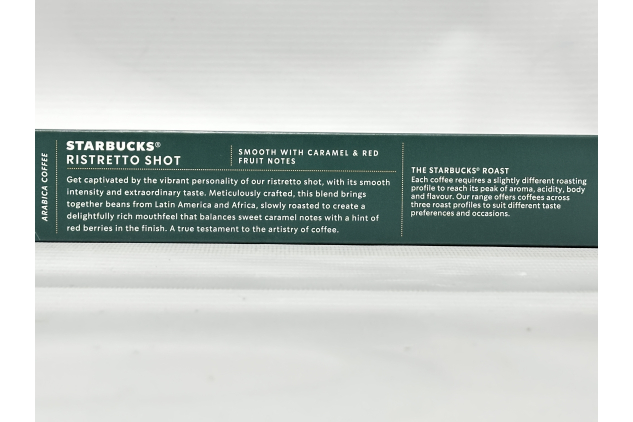 ARABICA COFFEE
STARBUCKS®
RISTRETTO SHOT
SMOOTH WITH CARAMEL & RED
FRUIT NOTES
Get captivated by the vibrant personality of our ristretto shot, with its smooth
intensity and extraordinary taste. Meticulously crafted, this blend brings
together beans from Latin America and Africa, slowly roasted to create a
delightfully rich mouthfeel that balances sweet caramel notes with a hint of
red berries in the finish. A true testament to the artistry of coffee.
THE STARBUCKS® ROAST
Each coffee requires a slightly different roasting
profile to reach its peak of aroma, acidity, body
and flavour. Our range offers coffees across
three roast profiles to suit different taste
preferences and occasions.